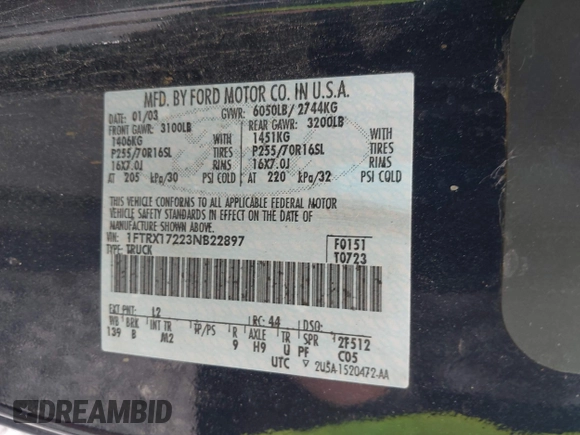 MFD. BY FORD MOTOR CO. IN U.S.A.
DATE: 01/03 GVWR: 6050LB/ 2744KG
FRONT GAWR: 3100LB REAR GAWR: 3200LB
1406KG WITH 1451KG WITH
P255/70R16SL TIRES P255/70R16SL TIRES
16X7.0J RIMS 16X7.0J RIMS
AT 205 kPa/30 PSI COLD AT 220 kPa/32 PSI COLD
THIS VEHICLE CONFORMS TO ALL APPLICABLE FEDERAL MOTOR
VEHICLE SAFETY STANDARDS IN EFFECT ON THE DATE OF
MANUFACTURE SHOWN ABOVE.
VIN: 1FTRX17223NB22897 F0151
TYPE: TRUCK T0723
EXT PNT: L2 RC: 44 DSO:
WB BRK INT TR TP/PS R AXLE TR SPR 2F512
139 B M2 9 H9 U PF C05
UTC ▽ 2U5A-1520472-AA
DREAMBID